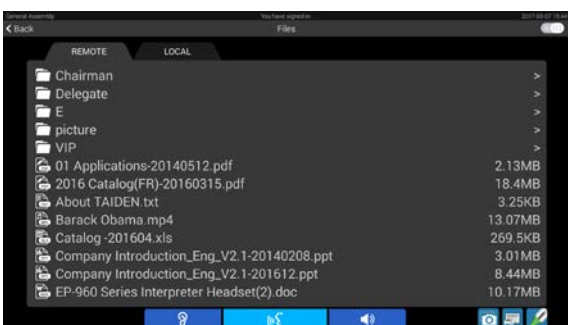 General Assembly You have signed in 2017-03-07 15:44
< Back Files
REMOTE LOCAL
Chairman >
Delegate >
E >
picture >
VIP >
01 Applications-20140512.pdf 2.13MB
2016 Catalog(FR)-20160315.pdf 18.4MB
About TAIDEN.txt 3.25KB
Barack Obama.mp4 13.07MB
Catalog -201604.xls 269.5KB
Company Introduction_Eng_V2.1-20140208.ppt 3.01MB
Company Introduction_Eng_V2.1-201612.ppt 8.44MB
EP-960 Series Interpreter Headset(2).doc 10.17MB